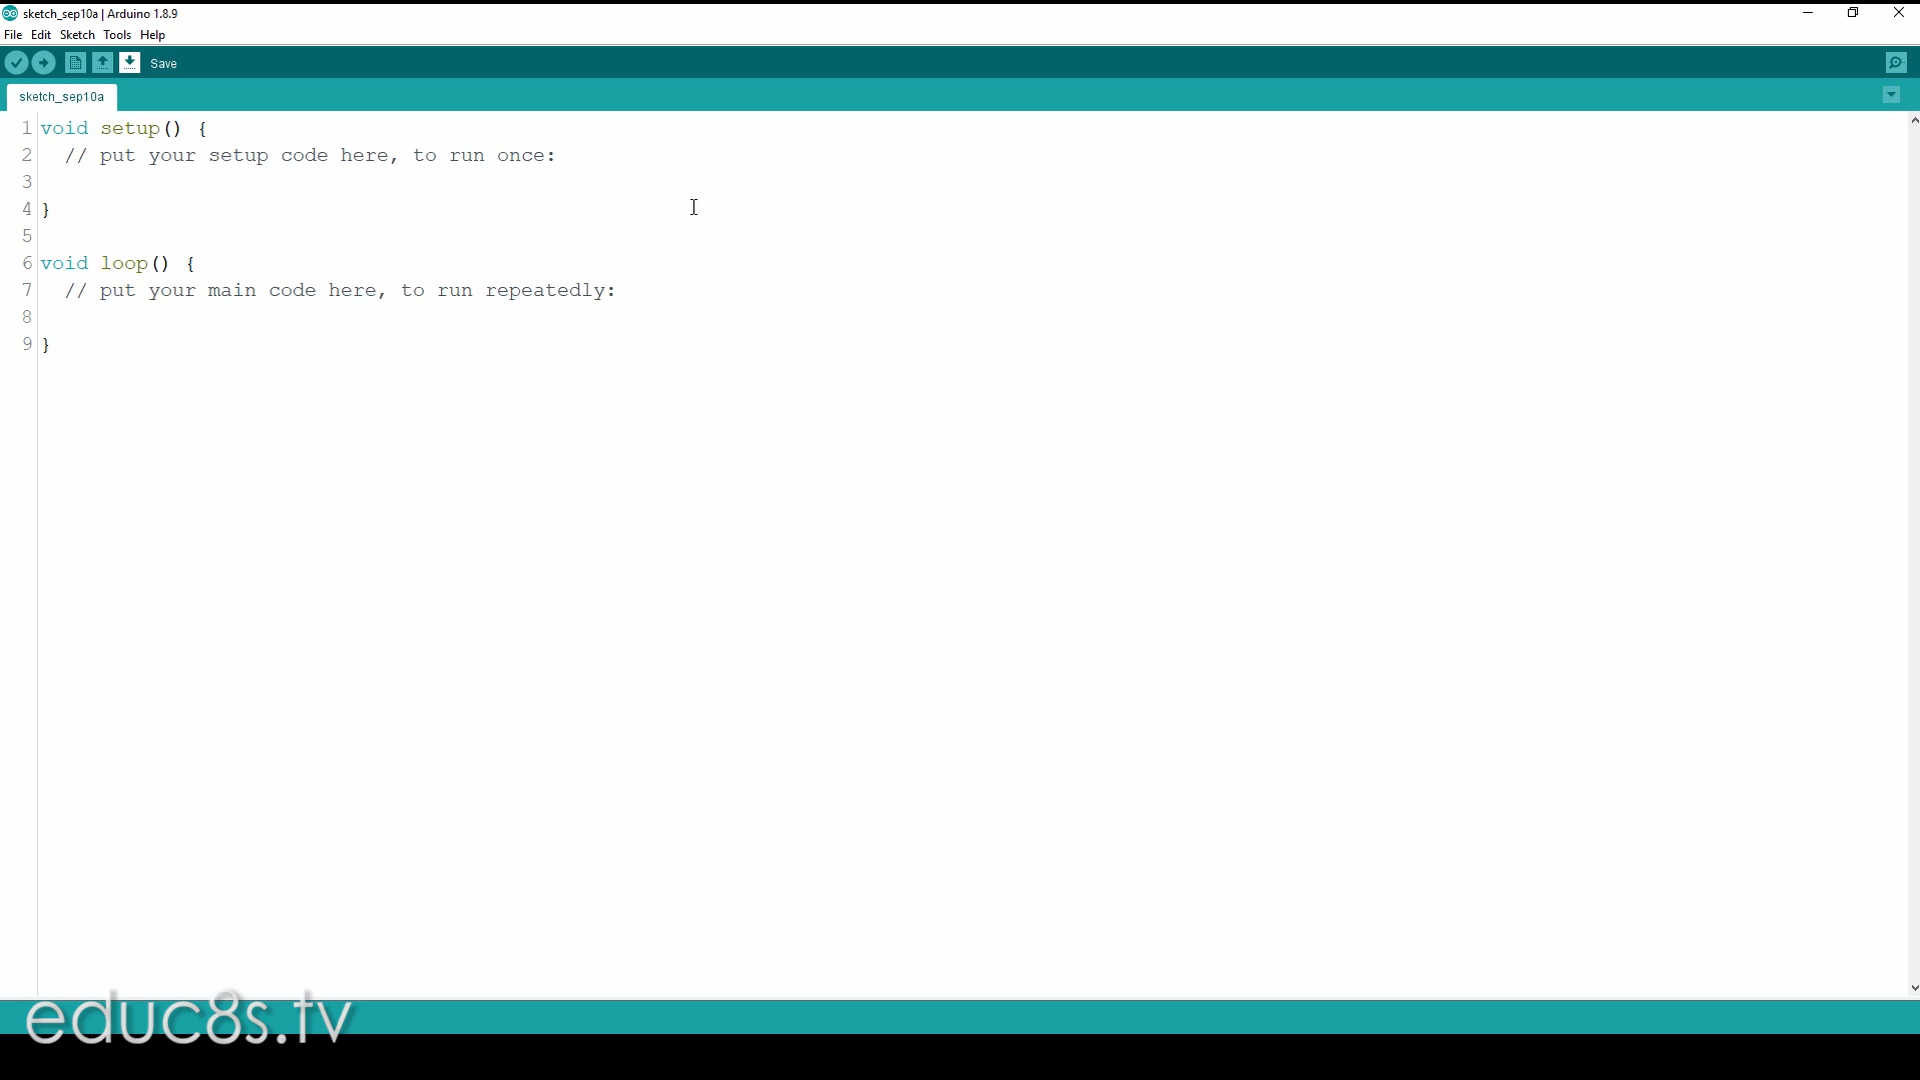 sketch_sep10a | Arduino 1.8.9
File Edit Sketch Tools Help
Save
sketch_sep10a
1 void setup() {
2   // put your setup code here, to run once:
3
4 }
5
6 void loop() {
7   // put your main code here, to run repeatedly:
8
9 }
educ8s.tv